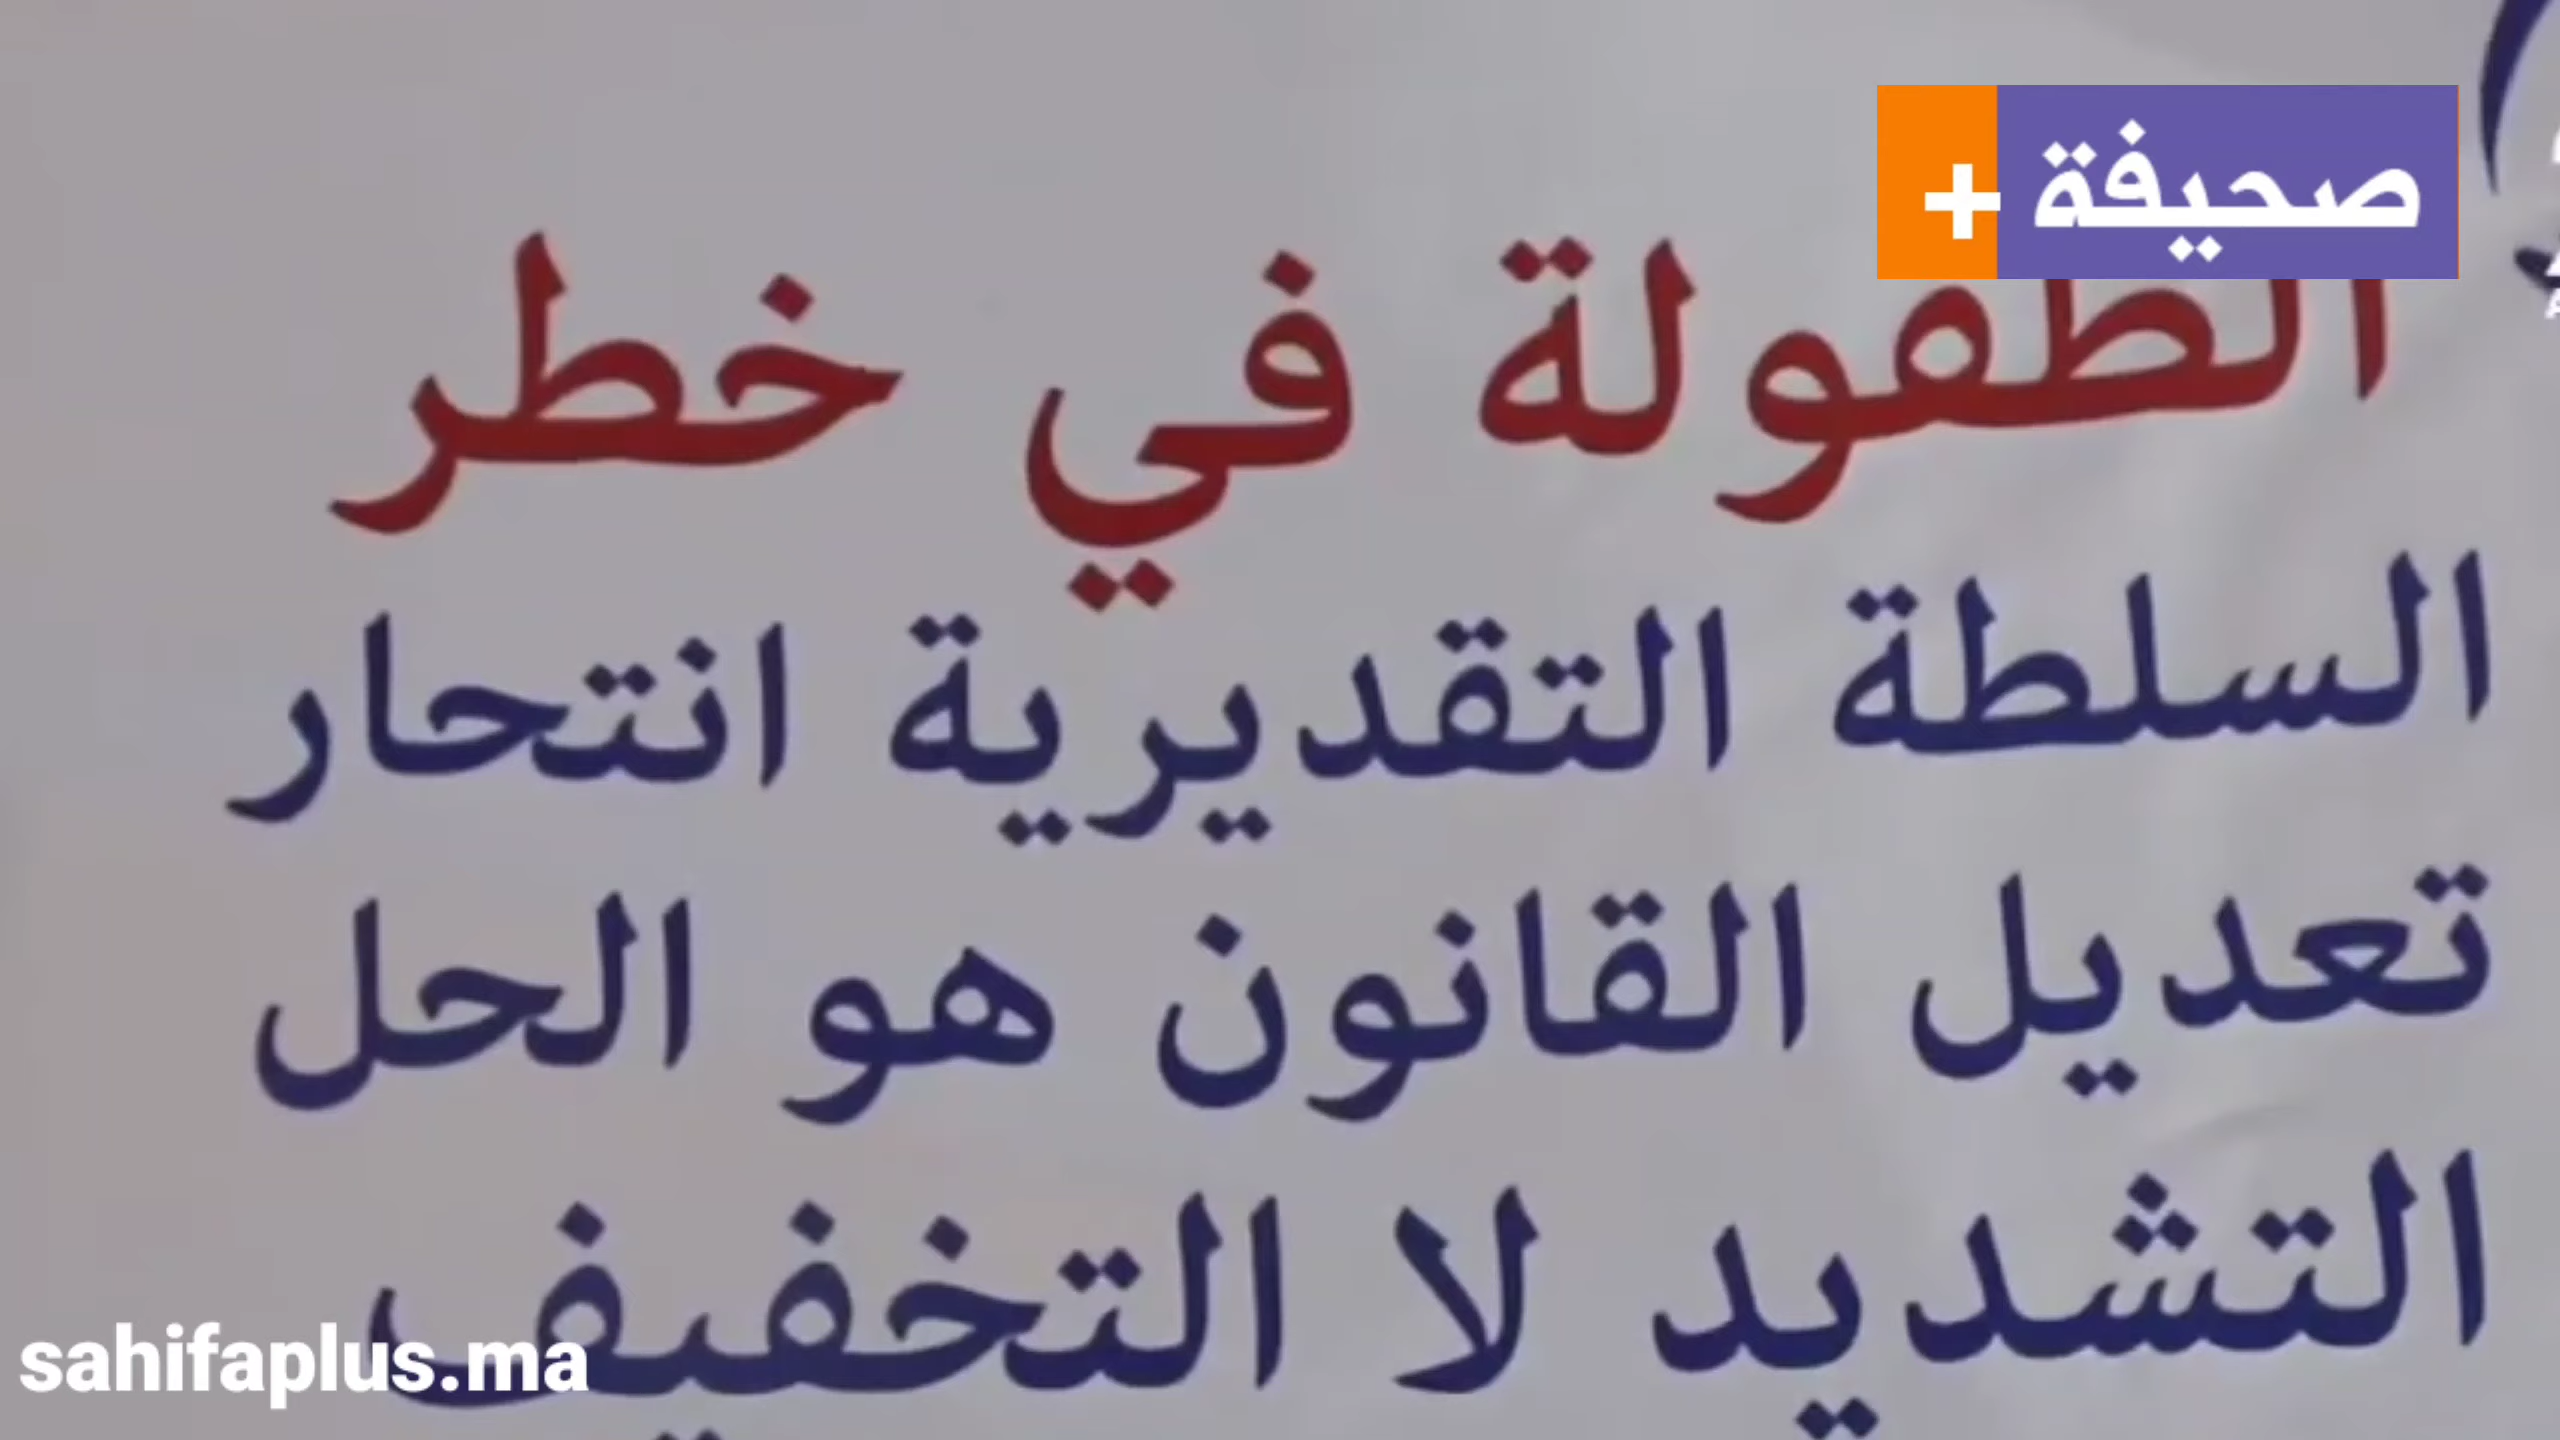 صحيفة +
الطفولة في خطر
السلطة التقديرية انتحار
تعديل القانون هو الحل
التشديد لا التخفيف
sahifaplus.ma